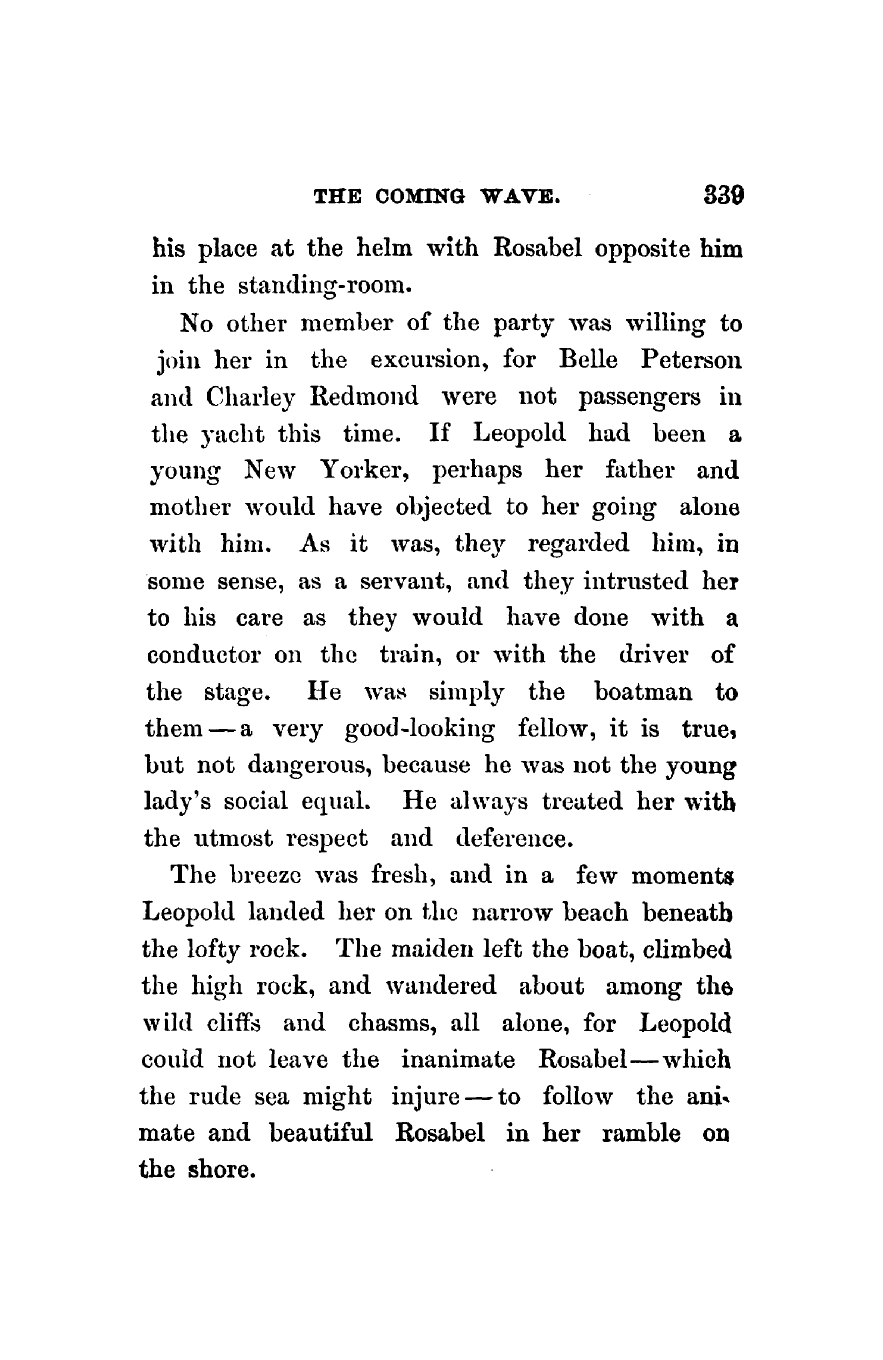 THE COMING WAVE. 339
his place at the helm with Rosabel opposite him
in the standing-room.
No other member of the party was willing to
join her in the excursion, for Belle Peterson
and Charley Redmond were not passengers in
the yacht this time. If Leopold had been a
young New Yorker, perhaps her father and
mother would have objected to her going alone
with him. As it was, they regarded him, in
some sense, as a servant, and they intrusted her
to his care as they would have done with a
conductor on the train, or with the driver of
the stage. He was simply the boatman to
them — a very good-looking fellow, it is true,
but not dangerous, because he was not the young
lady's social equal. He always treated her with
the utmost respect and deference.
The breeze was fresh, and in a few moments
Leopold landed her on the narrow beach beneath
the lofty rock. The maiden left the boat, climbed
the high rock, and wandered about among the
wild cliffs and chasms, all alone, for Leopold
could not leave the inanimate Rosabel — which
the rude sea might injure — to follow the ani-
mate and beautiful Rosabel in her ramble on
the shore.